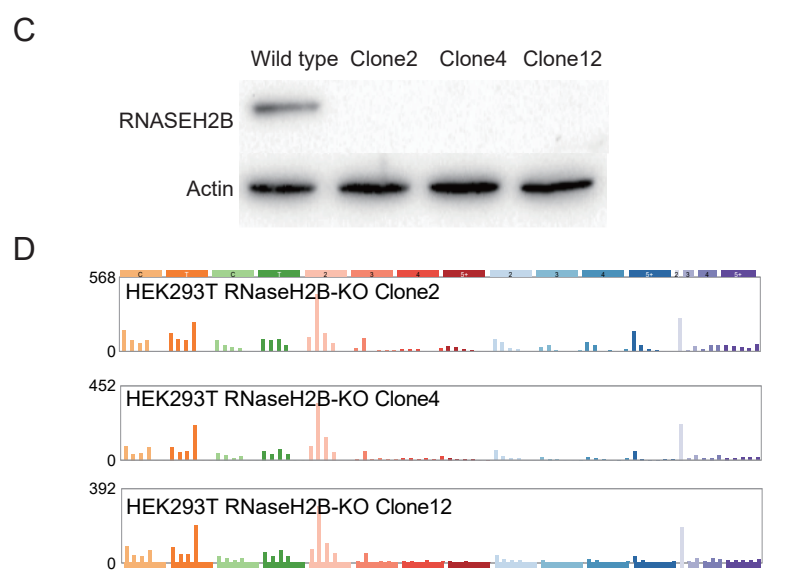 C
Wild type Clone2 Clone4 Clone12
RNASEH2B
Actin
D
C T C T 2 3 4 5+ 2 3 4 5+ 2 3 4 5+
568
HEK293T RNaseH2B-KO Clone2
0
452
HEK293T RNaseH2B-KO Clone4
0
392
HEK293T RNaseH2B-KO Clone12
0